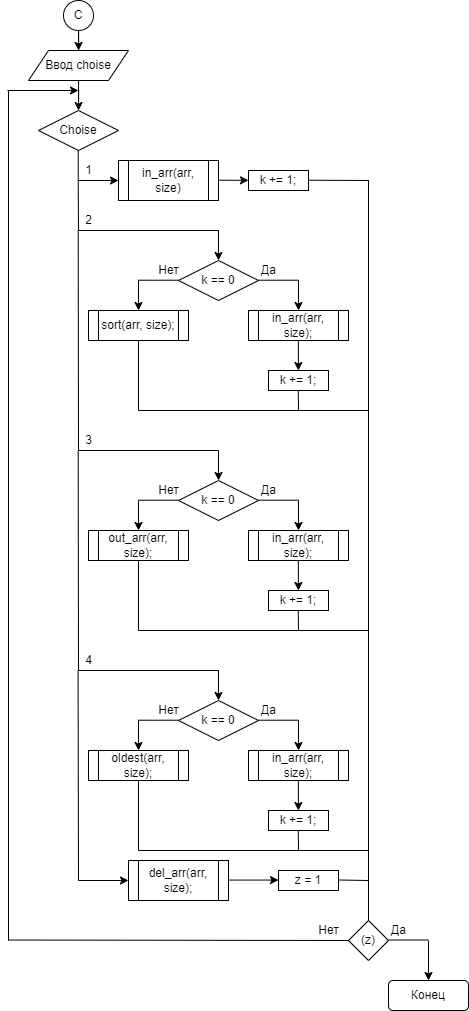 C
Ввод choise
Choise
1
in_arr(arr,
size)
k += 1;
2
Нет
k == 0
Да
sort(arr, size);
in_arr(arr,
size);
k += 1;
3
Нет
k == 0
Да
out_arr(arr,
size);
in_arr(arr,
size);
k += 1;
4
Нет
k == 0
Да
oldest(arr,
size);
in_arr(arr,
size);
k += 1;
del_arr(arr,
size);
z = 1
Нет
(z)
Да
Конец